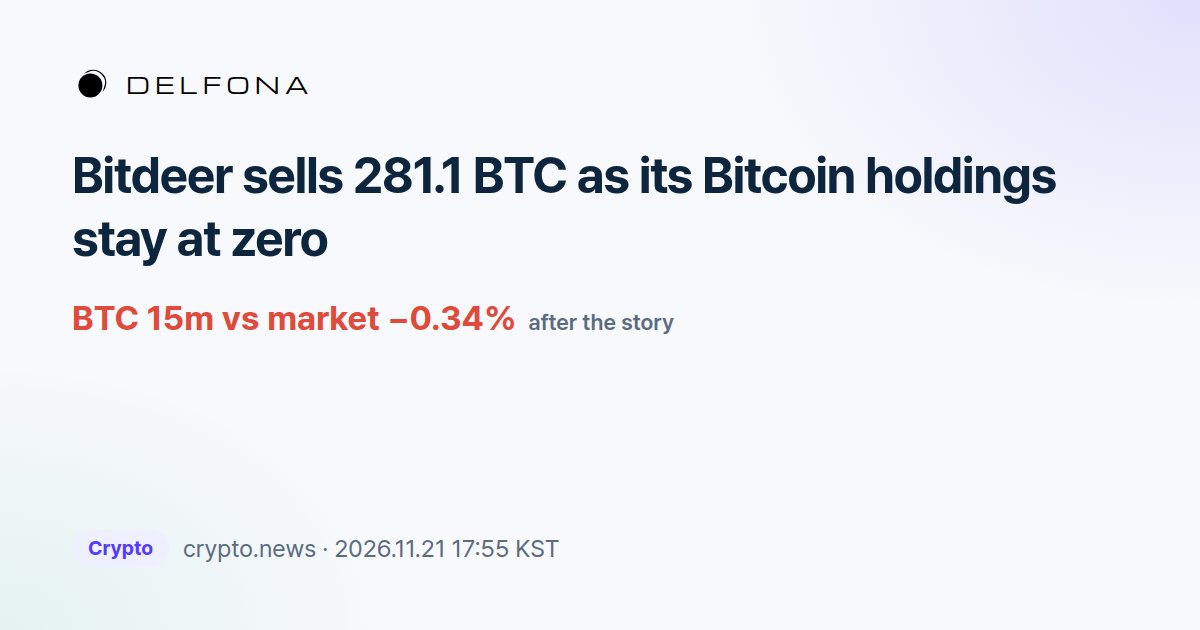 DELFONA
Bitdeer sells 281.1 BTC as its Bitcoin holdings
stay at zero
BTC 15m vs market −0.34% after the story
Crypto crypto.news · 2026.11.21 17:55 KST